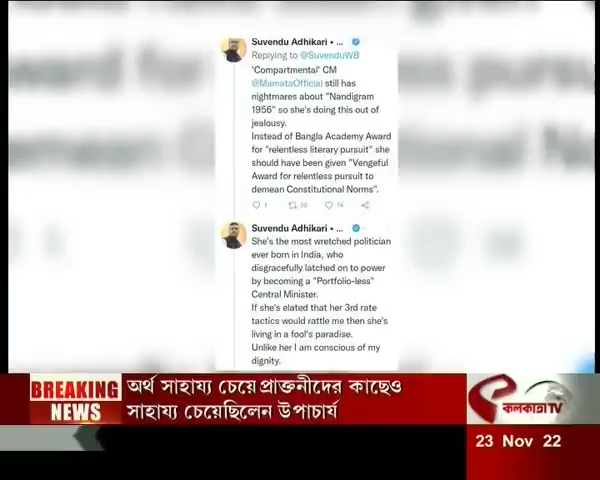 Suvendu Adhikari • ...
Replying to @SuvenduWB
'Compartmental' CM
@MamataOfficial still has
nightmares about "Nandigram
1956" so she's doing this out of
jealousy.
Instead of Bangla Academy Award
for "relentless literary pursuit" she
should have been given "Vengeful
Award for relentless pursuit to
demean Constitutional Norms".
Suvendu Adhikari • ...
She's the most wretched politician
ever born in India, who
disgracefully latched on to power
by becoming a "Portfolio-less"
Central Minister.
If she's elated that her 3rd rate
tactics would rattle me then she's
living in a fool's paradise.
Unlike her I am conscious of my
dignity.
BREAKING
NEWS
অর্থ সাহায্য চেয়ে প্রাক্তনীদের কাছেও
সাহায্য চেয়েছিলেন উপাচার্য
কলকাতা TV
23 Nov 22